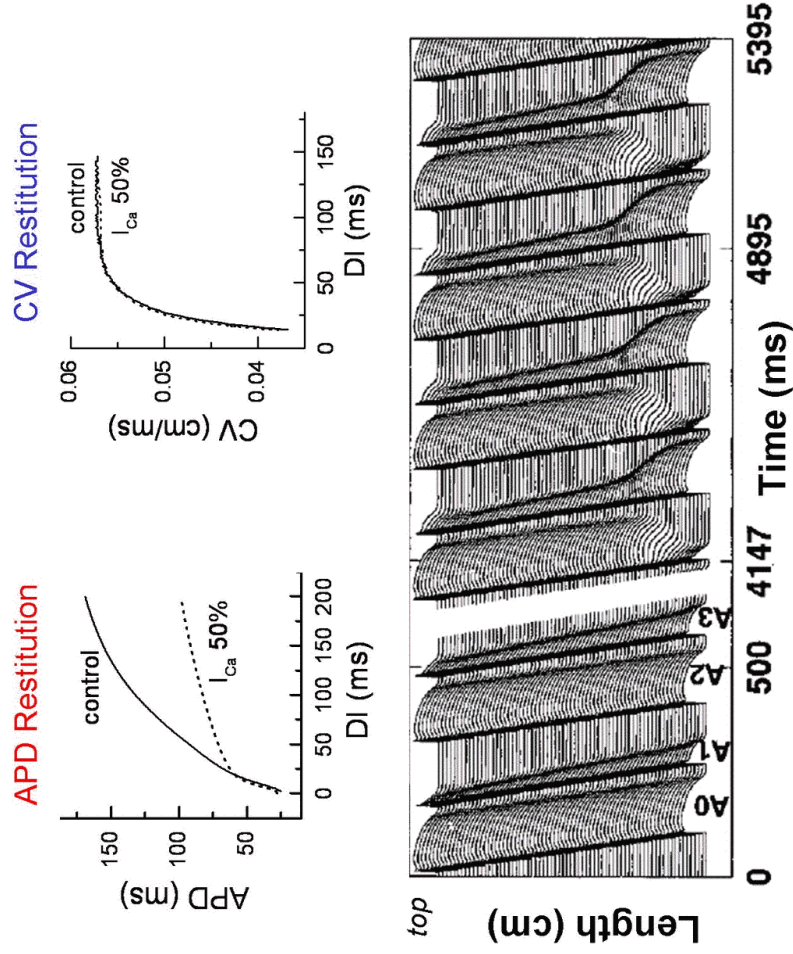 APD Restitution
APD (ms)
150
100
50
control
I_Ca 50%
0
50
100
150
200
DI (ms)
CV Restitution
CV (cm/ms)
0.06
0.05
0.04
control
I_Ca 50%
0
50
100
150
DI (ms)
top
Length (cm)
A0
A1
A2
A3
0
500
4147
4895
5395
Time (ms)